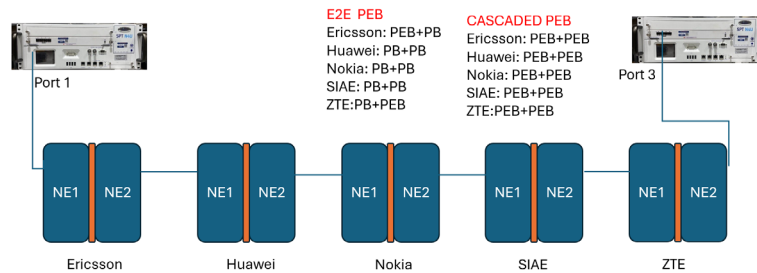 E2E PEB
Ericsson: PEB+PB
Huawei: PB+PB
Nokia: PB+PB
SIAE: PB+PB
ZTE:PB+PEB
CASCADED PEB
Ericsson: PEB+PEB
Huawei: PEB+PEB
Nokia: PEB+PEB
SIAE: PEB+PEB
ZTE:PEB+PEB
Port 1
Port 3
NE1 NE2
NE1 NE2
NE1 NE2
NE1 NE2
NE1 NE2
Ericsson
Huawei
Nokia
SIAE
ZTE